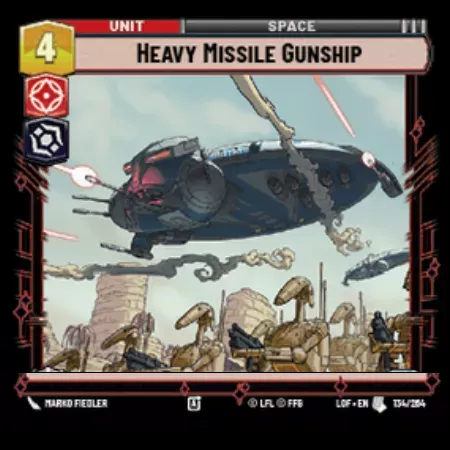 UNIT SPACE
4 HEAVY MISSILE GUNSHIP
MARKO FIEDLER © LFL © FFG LOF • EN 134/264